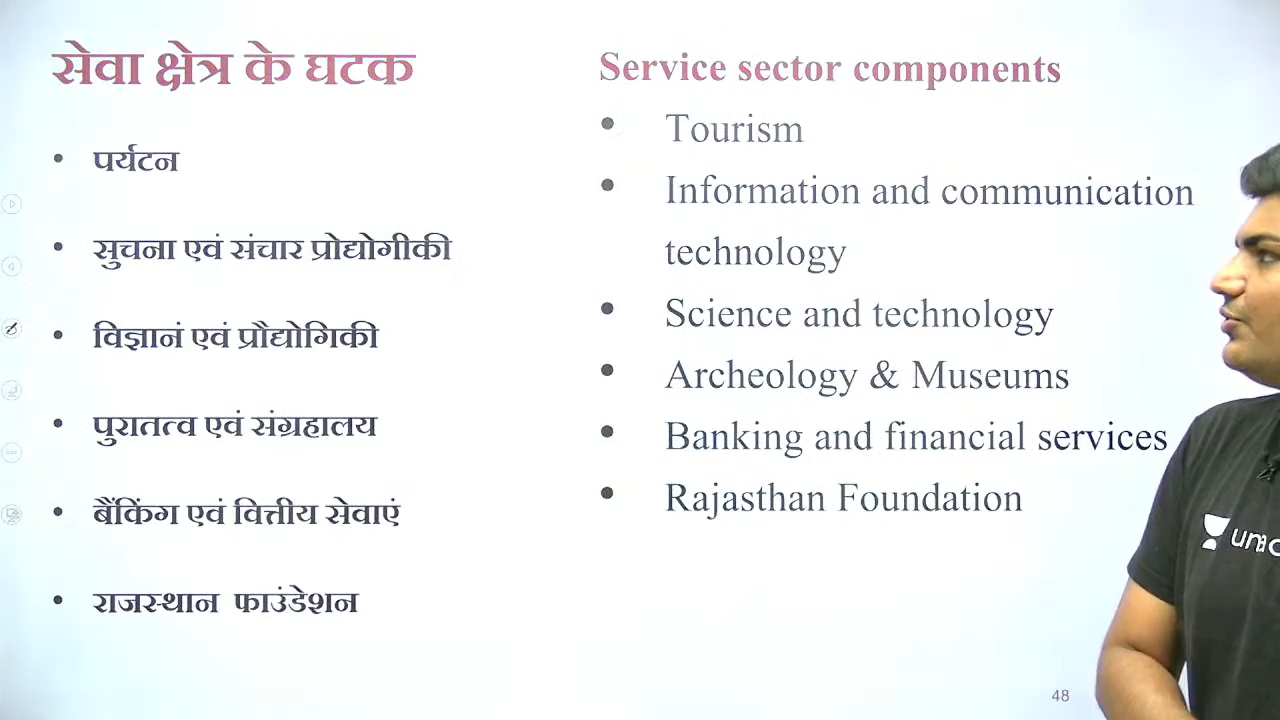 सेवा क्षेत्र के घटक
• पर्यटन
• सुचना एवं संचार प्रोद्योगीकी
• विज्ञानं एवं प्रौद्योगिकी
• पुरातत्व एवं संग्रहालय
• बैंकिंग एवं वित्तीय सेवाएं
• राजस्थान फाउंडेशन
Service sector components
• Tourism
• Information and communication
technology
• Science and technology
• Archeology & Museums
• Banking and financial services
• Rajasthan Foundation
48